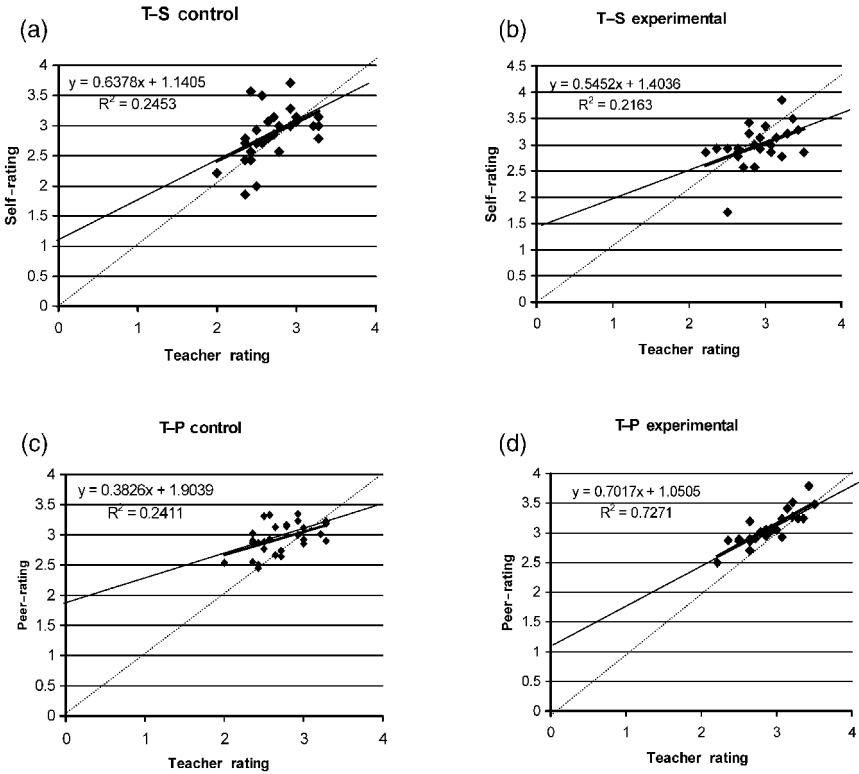 (a)
T–S control
4
3.5
3
2.5
2
1.5
1
0.5
0
y = 0.6378x + 1.1405
R² = 0.2453
Self–rating
0 1 2 3 4
Teacher rating
(b)
T–S experimental
4.5
4
3.5
3
2.5
2
1.5
1
0.5
0
y = 0.5452x + 1.4036
R² = 0.2163
Self–rating
0 1 2 3 4
Teacher rating
(c)
T–P control
4
3.5
3
2.5
2
1.5
1
0.5
0
y = 0.3826x + 1.9039
R² = 0.2411
Peer–rating
0 1 2 3 4
Teacher rating
(d)
T–P experimental
4
3.5
3
2.5
2
1.5
1
0.5
0
y = 0.7017x + 1.0505
R² = 0.7271
Peer–rating
0 1 2 3 4
Teacher rating